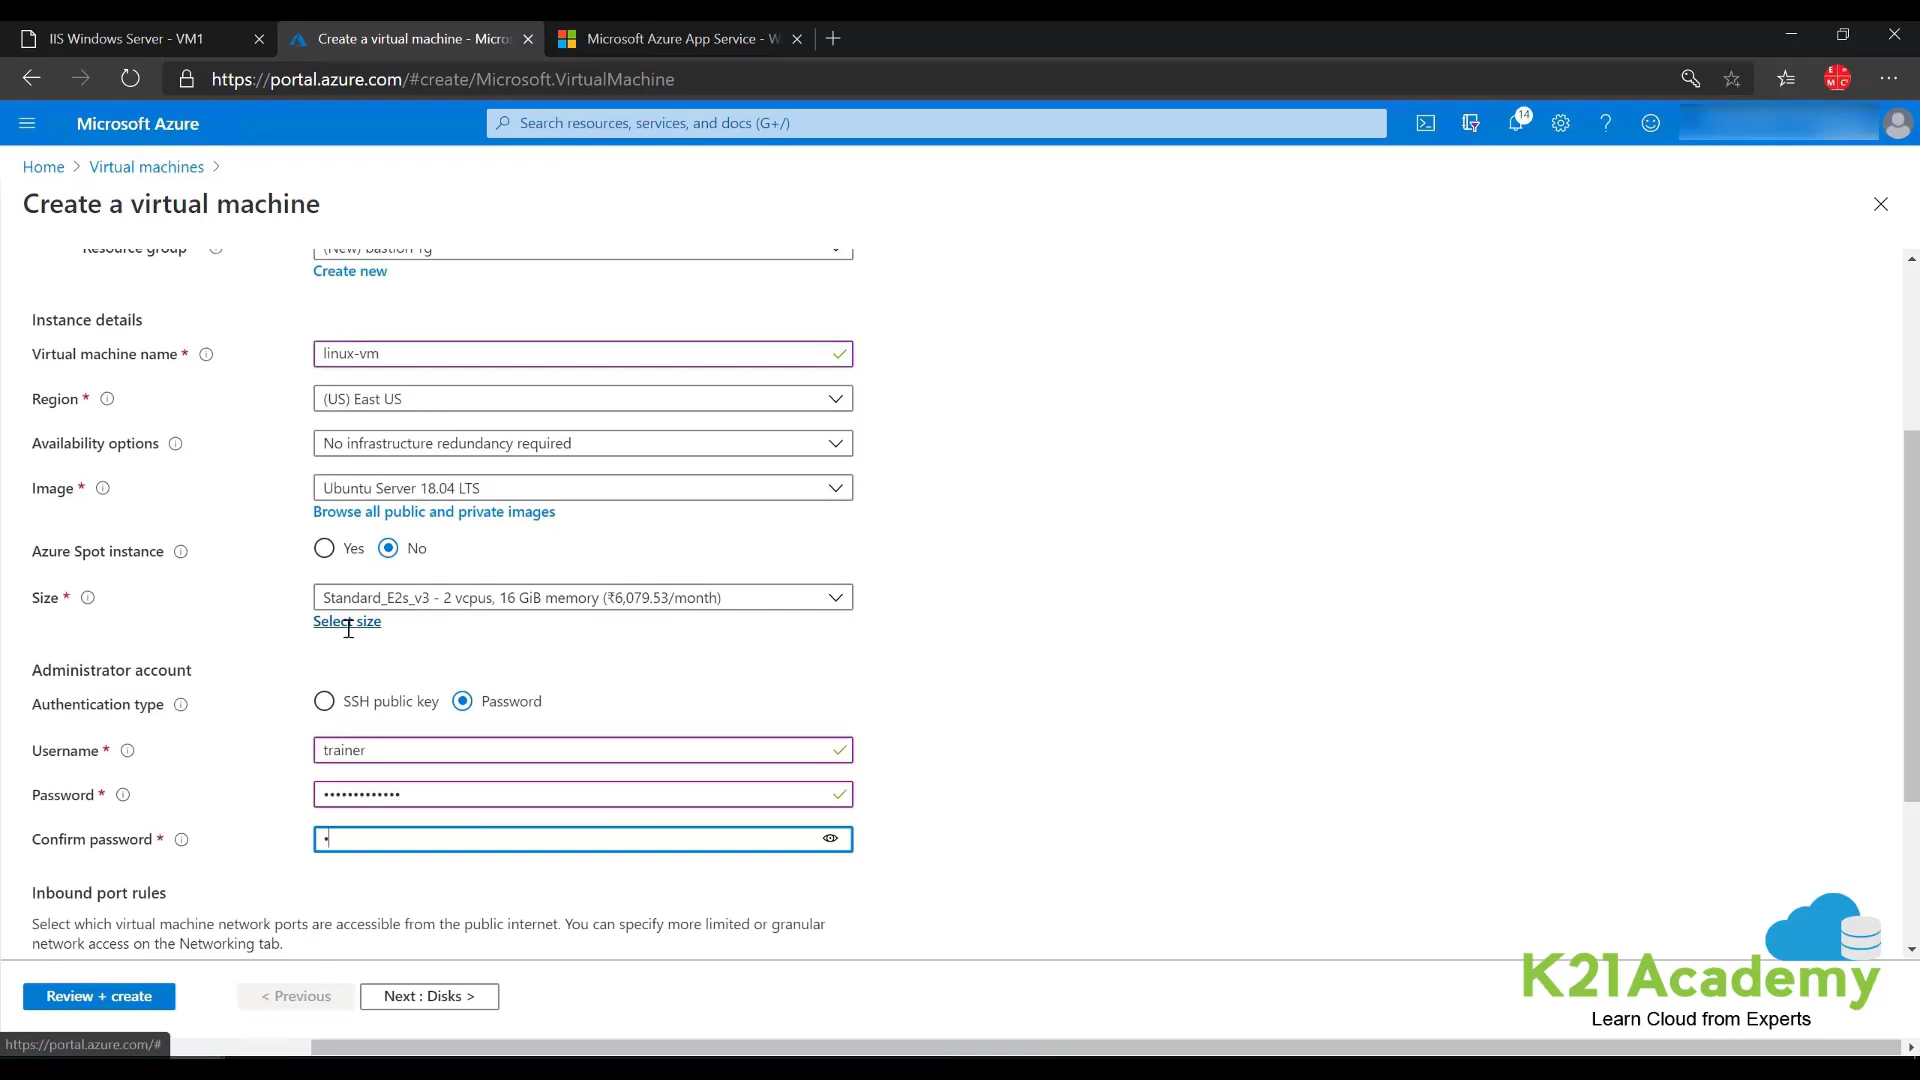 IIS Windows Server - VM1
Create a virtual machine - Micros
Microsoft Azure App Service - W
https://portal.azure.com/#create/Microsoft.VirtualMachine
Microsoft Azure
Search resources, services, and docs (G+/)
14
Home > Virtual machines >
Create a virtual machine
Resource group
(New) bastion-rg
Create new
Instance details
Virtual machine name *
linux-vm
Region *
(US) East US
Availability options
No infrastructure redundancy required
Image *
Ubuntu Server 18.04 LTS
Browse all public and private images
Azure Spot instance
Yes No
Size *
Standard_E2s_v3 - 2 vcpus, 16 GiB memory (₹6,079.53/month)
Select size
Administrator account
Authentication type
SSH public key Password
Username *
trainer
Password *
•••••••••••••
Confirm password *
•
Inbound port rules
Select which virtual machine network ports are accessible from the public internet. You can specify more limited or granular
network access on the Networking tab.
Review + create
< Previous
Next : Disks >
K21Academy
Learn Cloud from Experts
https://portal.azure.com/#